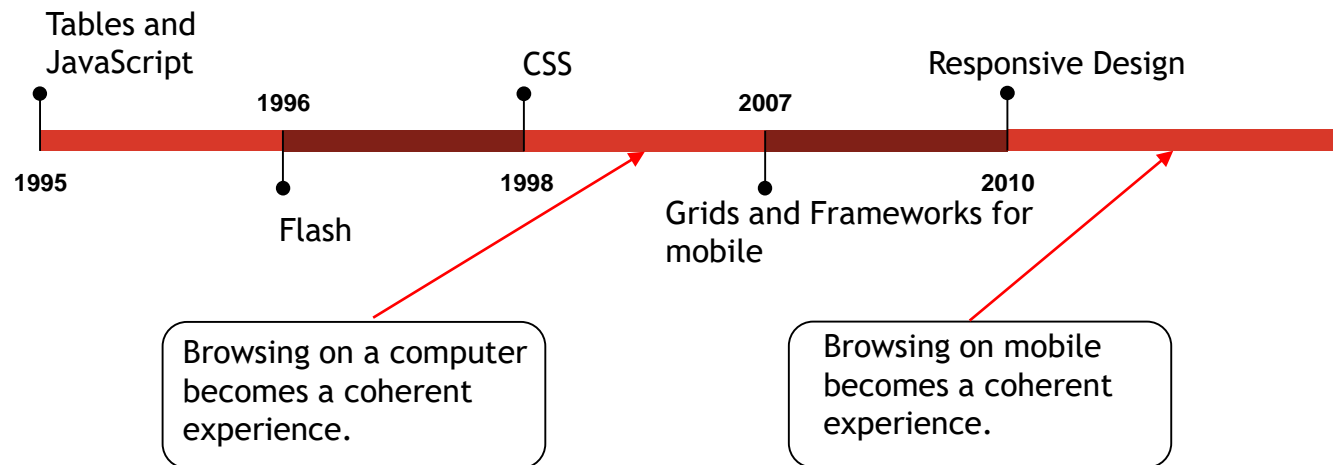 Tables and
JavaScript
CSS
Responsive Design
1996
2007
1995
1998
2010
Flash
Grids and Frameworks for
mobile
Browsing on a computer
becomes a coherent
experience.
Browsing on mobile
becomes a coherent
experience.